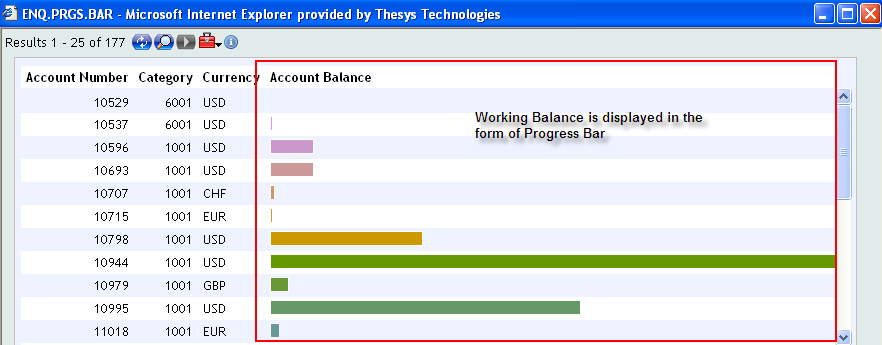 ENQ.PRGS.BAR - Microsoft Internet Explorer provided by Thesys Technologies
Results 1 - 25 of 177
Account Number Category Currency Account Balance
10529 6001 USD
10537 6001 USD
10596 1001 USD
10693 1001 USD
10707 1001 CHF
10715 1001 EUR
10798 1001 USD
10944 1001 USD
10979 1001 GBP
10995 1001 USD
11018 1001 EUR
Working Balance is displayed in the
form of Progress Bar